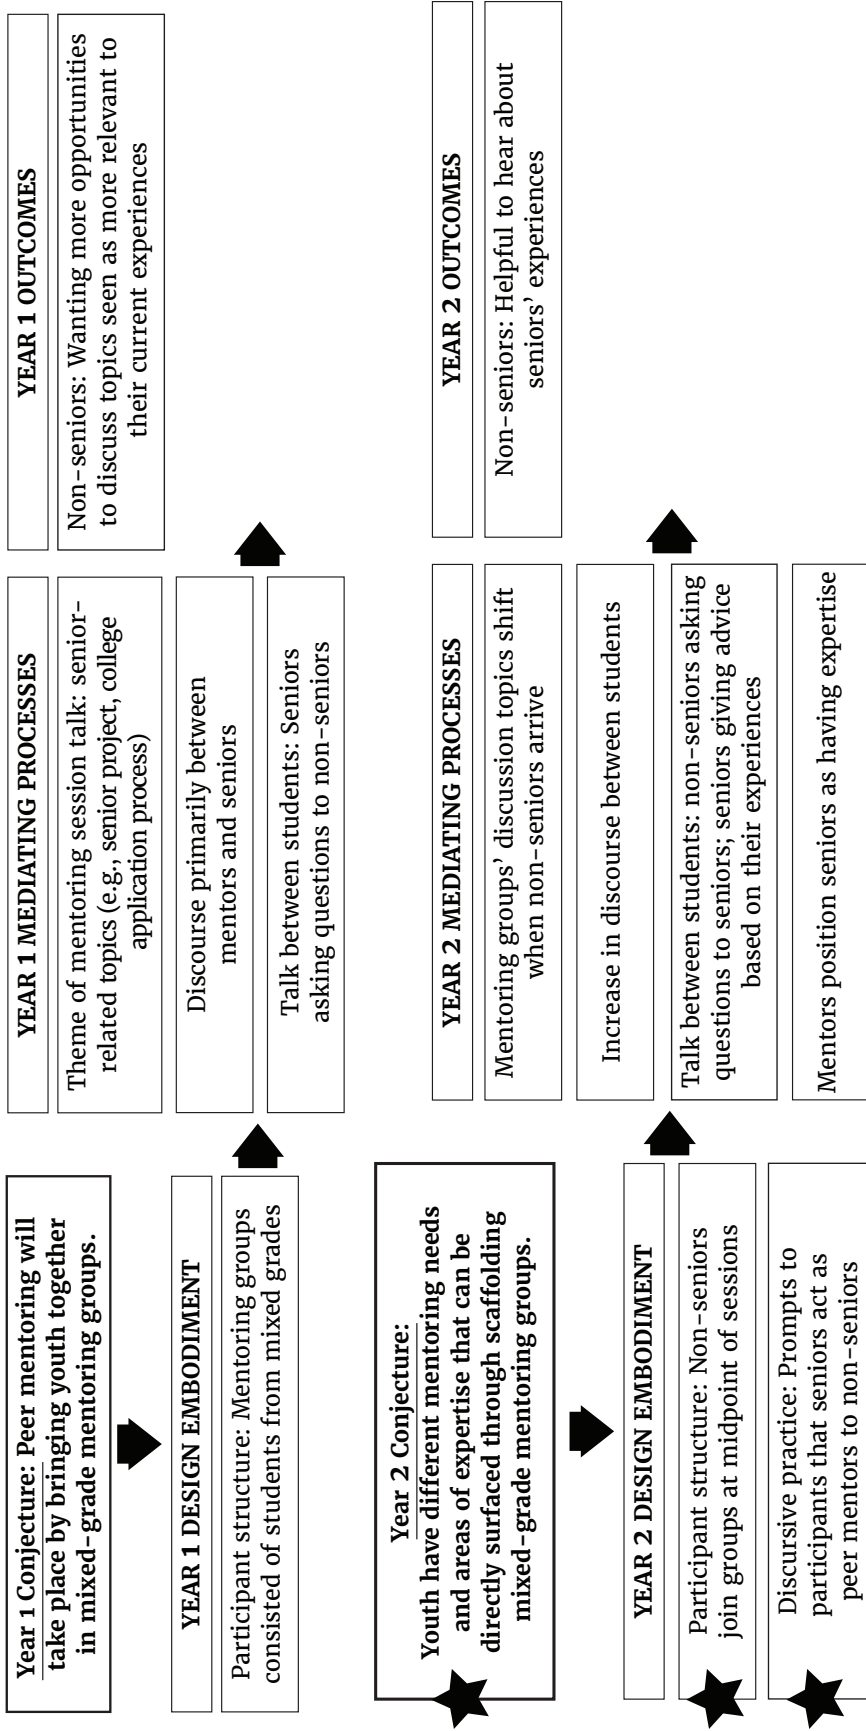 Year 1 Conjecture: Peer mentoring will
take place by bringing youth together
in mixed-grade mentoring groups.
YEAR 1 DESIGN EMBODIMENT
Participant structure: Mentoring groups
consisted of students from mixed grades
YEAR 1 MEDIATING PROCESSES
Theme of mentoring session talk: senior-
related topics (e.g., senior project, college
application process)
Discourse primarily between
mentors and seniors
Talk between students: Seniors
asking questions to non-seniors
YEAR 1 OUTCOMES
Non-seniors: Wanting more opportunities
to discuss topics seen as more relevant to
their current experiences
Year 2 Conjecture:
Youth have different mentoring needs
and areas of expertise that can be
directly surfaced through scaffolding
mixed-grade mentoring groups.
YEAR 2 DESIGN EMBODIMENT
Participant structure: Non-seniors
join groups at midpoint of sessions
Discursive practice: Prompts to
participants that seniors act as
peer mentors to non-seniors
YEAR 2 MEDIATING PROCESSES
Mentoring groups' discussion topics shift
when non-seniors arrive
Increase in discourse between students
Talk between students: non-seniors asking
questions to seniors; seniors giving advice
based on their experiences
Mentors position seniors as having expertise
YEAR 2 OUTCOMES
Non-seniors: Helpful to hear about
seniors' experiences